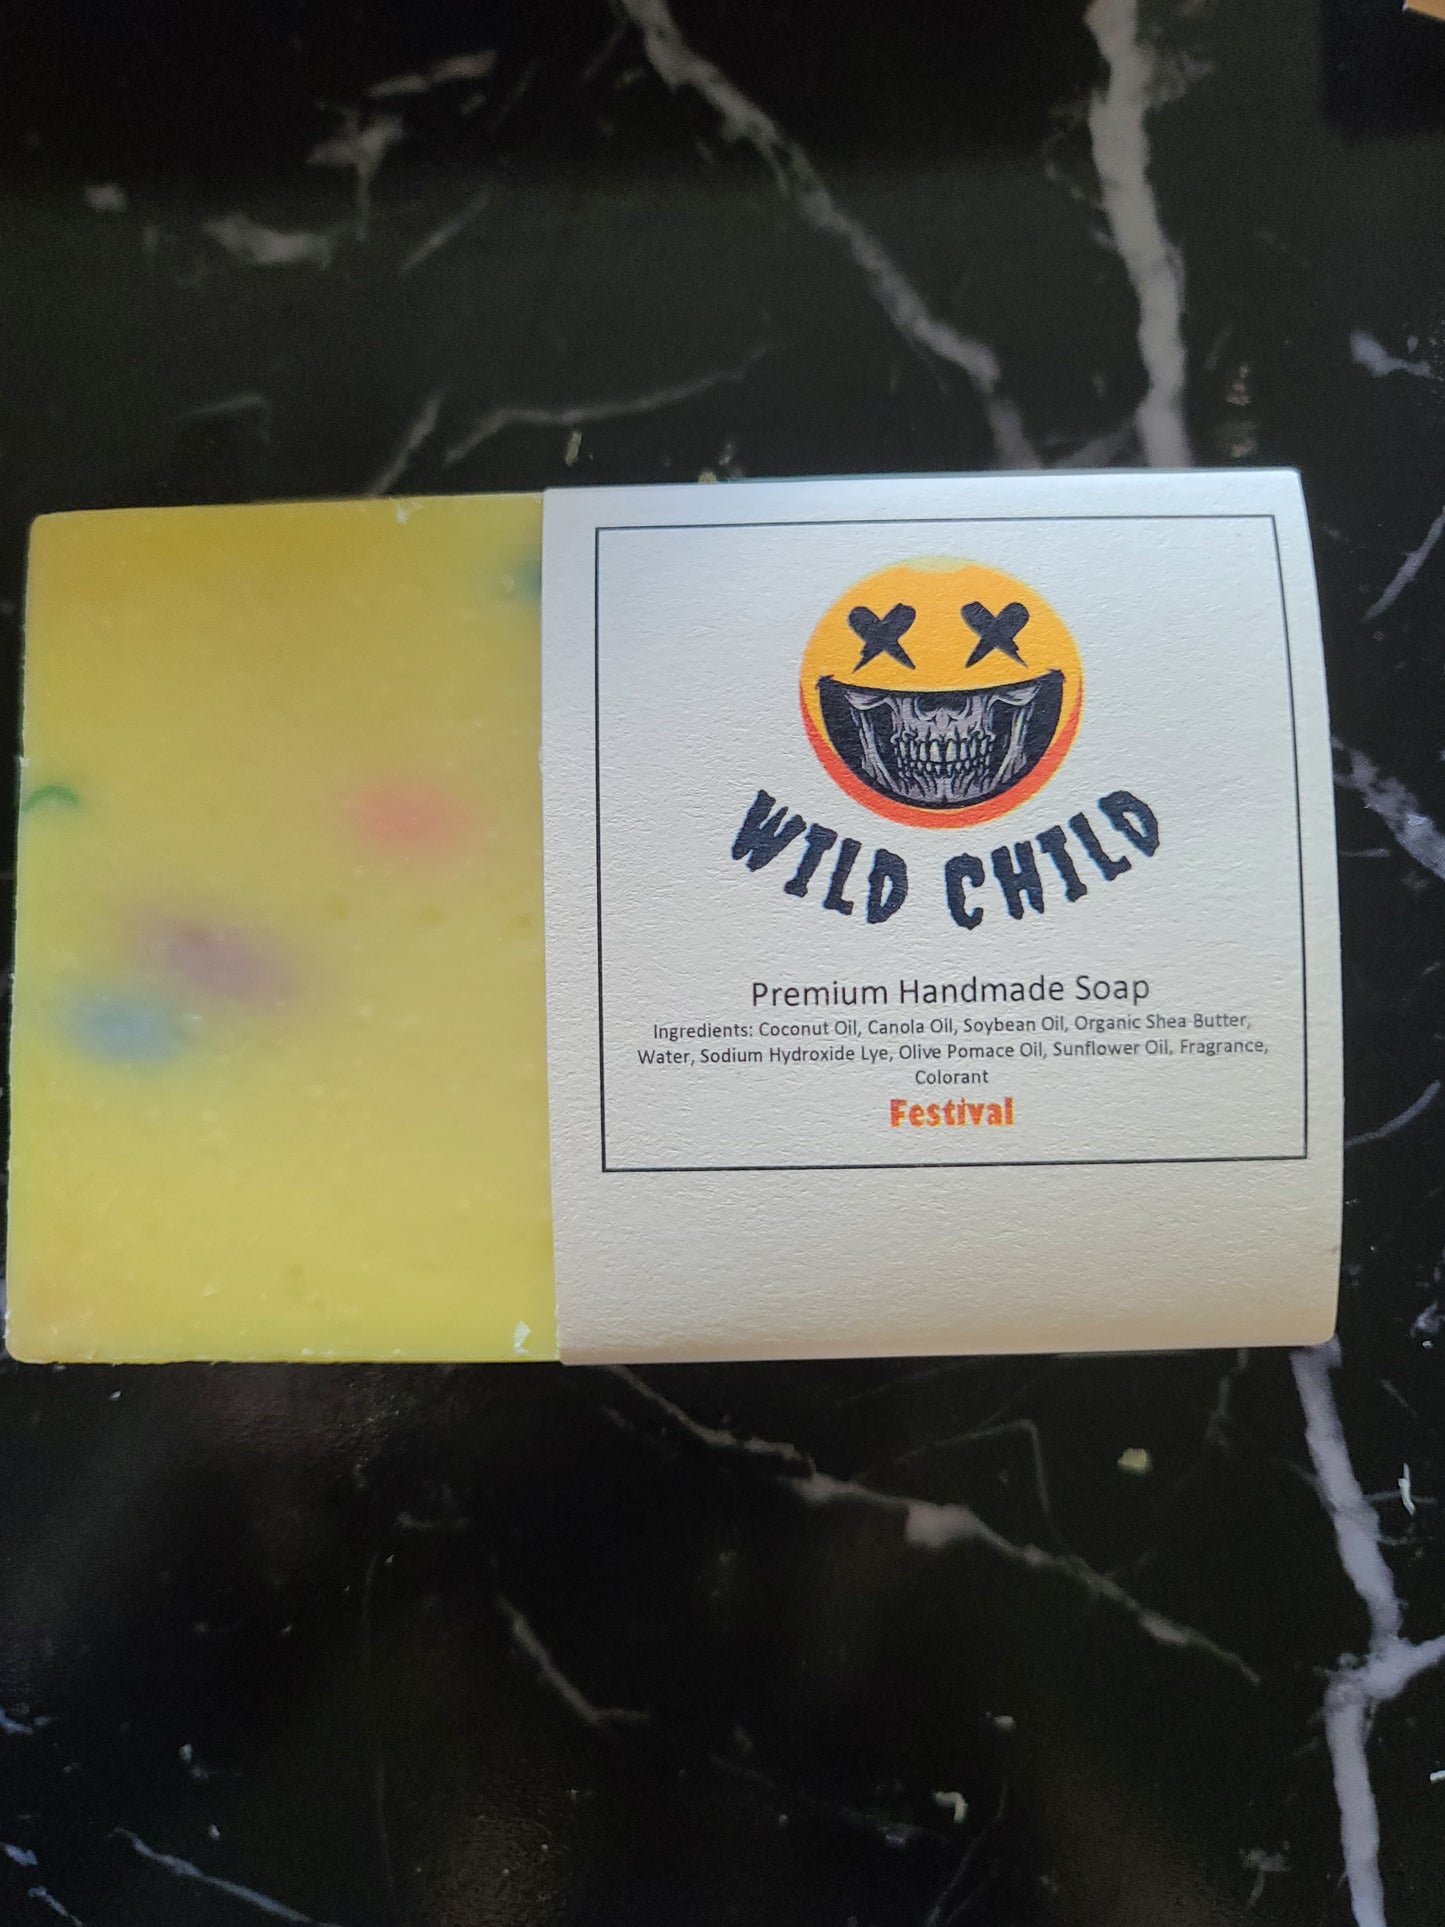 WILD CHILD
Premium Handmade Soap
Ingredients: Coconut Oil, Canola Oil, Soybean Oil, Organic Shea Butter,
Water, Sodium Hydroxide Lye, Olive Pomace Oil, Sunflower Oil, Fragrance,
Colorant
Festival